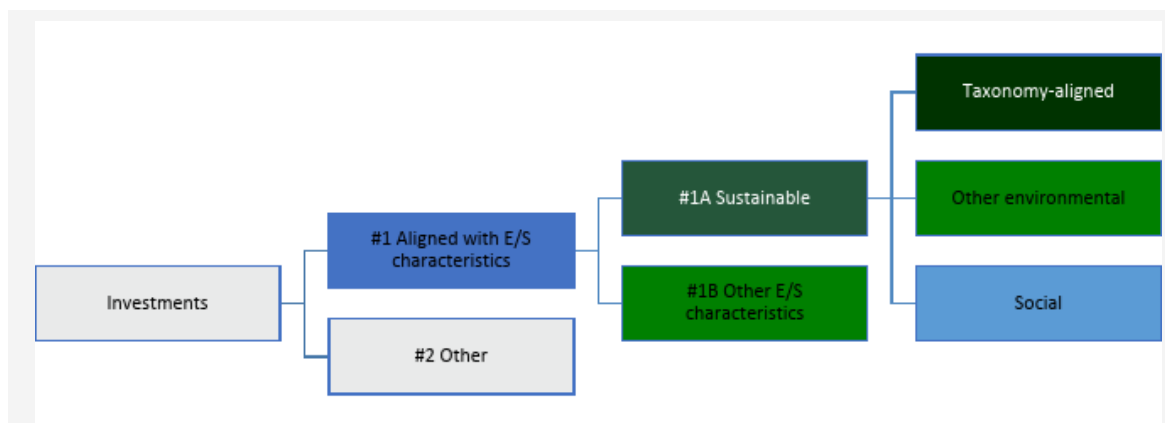 Taxonomy-aligned
#1A Sustainable
Other environmental
#1 Aligned with E/S
characteristics
Investments
#1B Other E/S
characteristics
Social
#2 Other